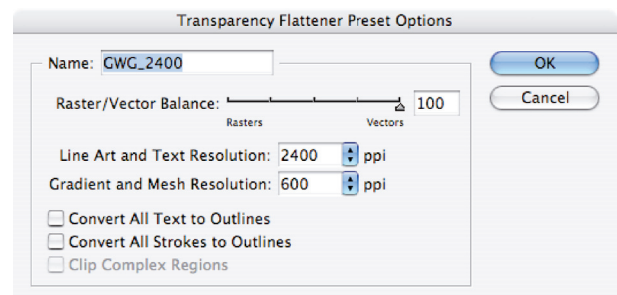 Transparency Flattener Preset Options
Name: GWG_2400
OK
Raster/Vector Balance: 100
Cancel
Rasters Vectors
Line Art and Text Resolution: 2400 ppi
Gradient and Mesh Resolution: 600 ppi
Convert All Text to Outlines
Convert All Strokes to Outlines
Clip Complex Regions